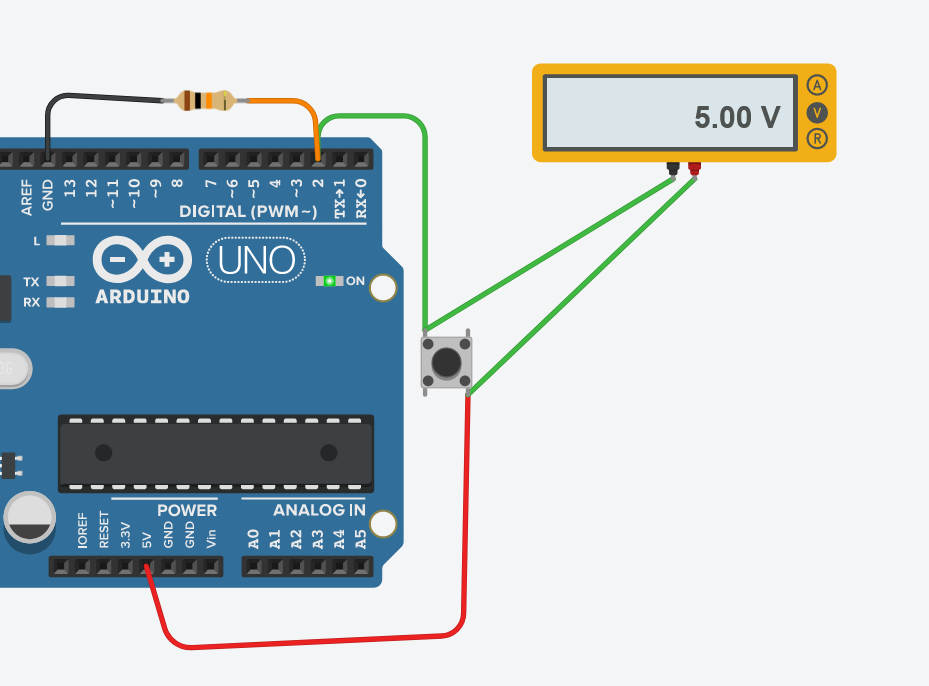 5.00 V
A
V
R
AREF
GND
13
12
~11
~10
~9
8
7
~6
~5
4
~3
2
TX→1
RX←0
DIGITAL (PWM~)
L
TX
RX
UNO
ON
ARDUINO
POWER
ANALOG IN
IOREF
RESET
3.3V
5V
GND
GND
Vin
A0
A1
A2
A3
A4
A5